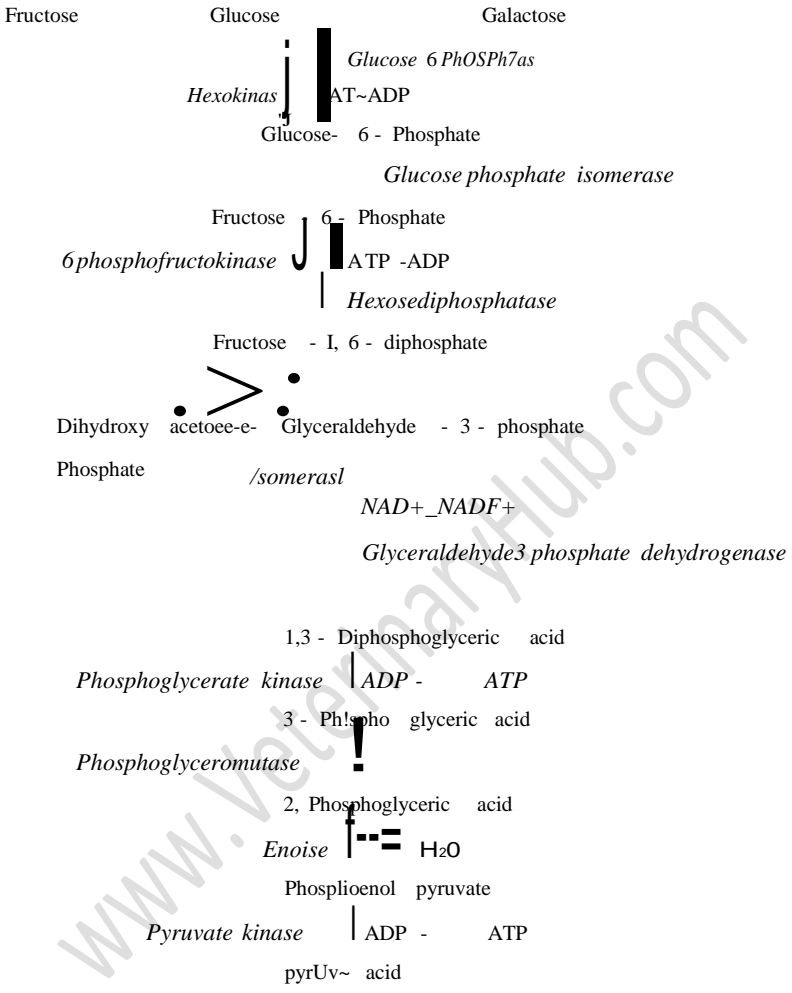 Fructose Glucose Galactose
Glucose 6 PhOSPh7as
Hexokinas AT~ADP
Glucose- 6 - Phosphate
Glucose phosphate isomerase
Fructose - 6 - Phosphate
6 phosphofructokinase ATP -ADP
Hexosediphosphatase
Fructose - I, 6 - diphosphate
Dihydroxy acetoee-e- Glyceraldehyde - 3 - phosphate
Phosphate /somerasl
NAD+_NADF+
Glyceraldehyde3 phosphate dehydrogenase
1,3 - Diphosphoglyceric acid
Phosphoglycerate kinase ADP - ATP
3 - Ph!spho glyceric acid
Phosphoglyceromutase
2, Phosphoglyceric acid
Enoise H₂O
Phosplioenol pyruvate
Pyruvate kinase ADP - ATP
pyrUv~ acid
www.VeterinaryHub.com